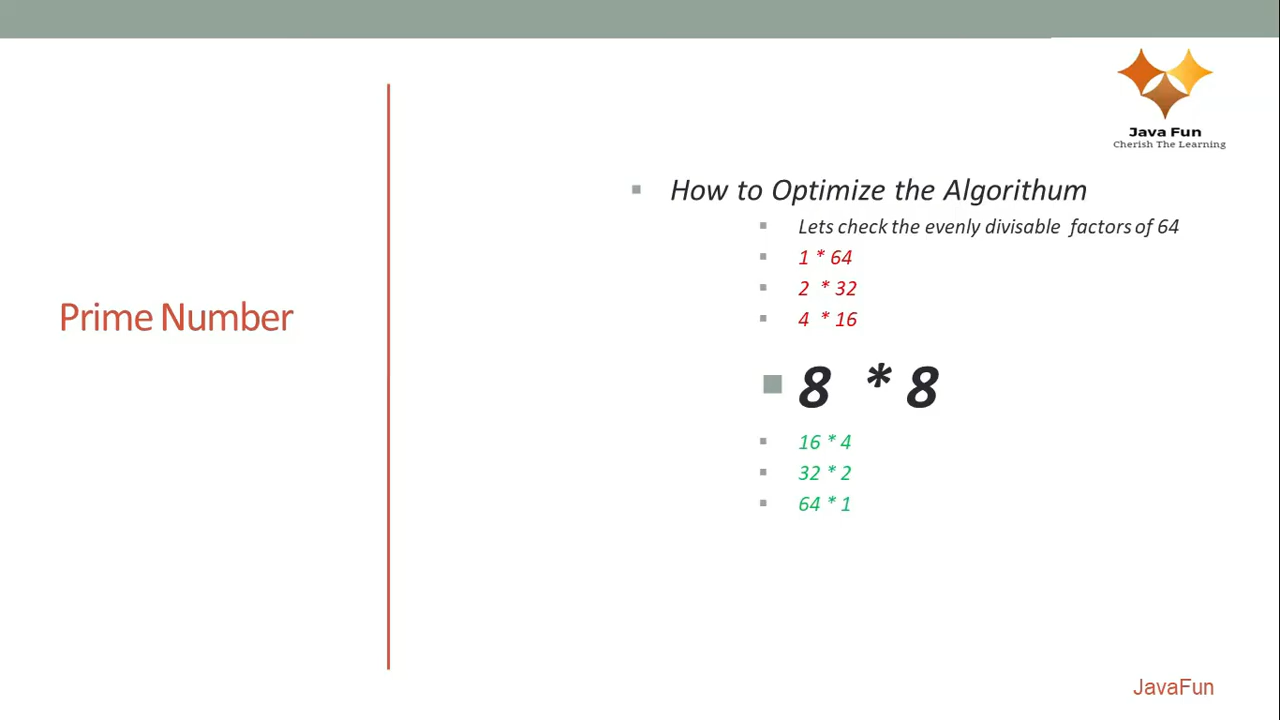 Java Fun
Cherish The Learning
Prime Number
How to Optimize the Algorithum
Lets check the evenly divisable factors of 64
1 * 64
2 * 32
4 * 16
8 * 8
16 * 4
32 * 2
64 * 1
JavaFun